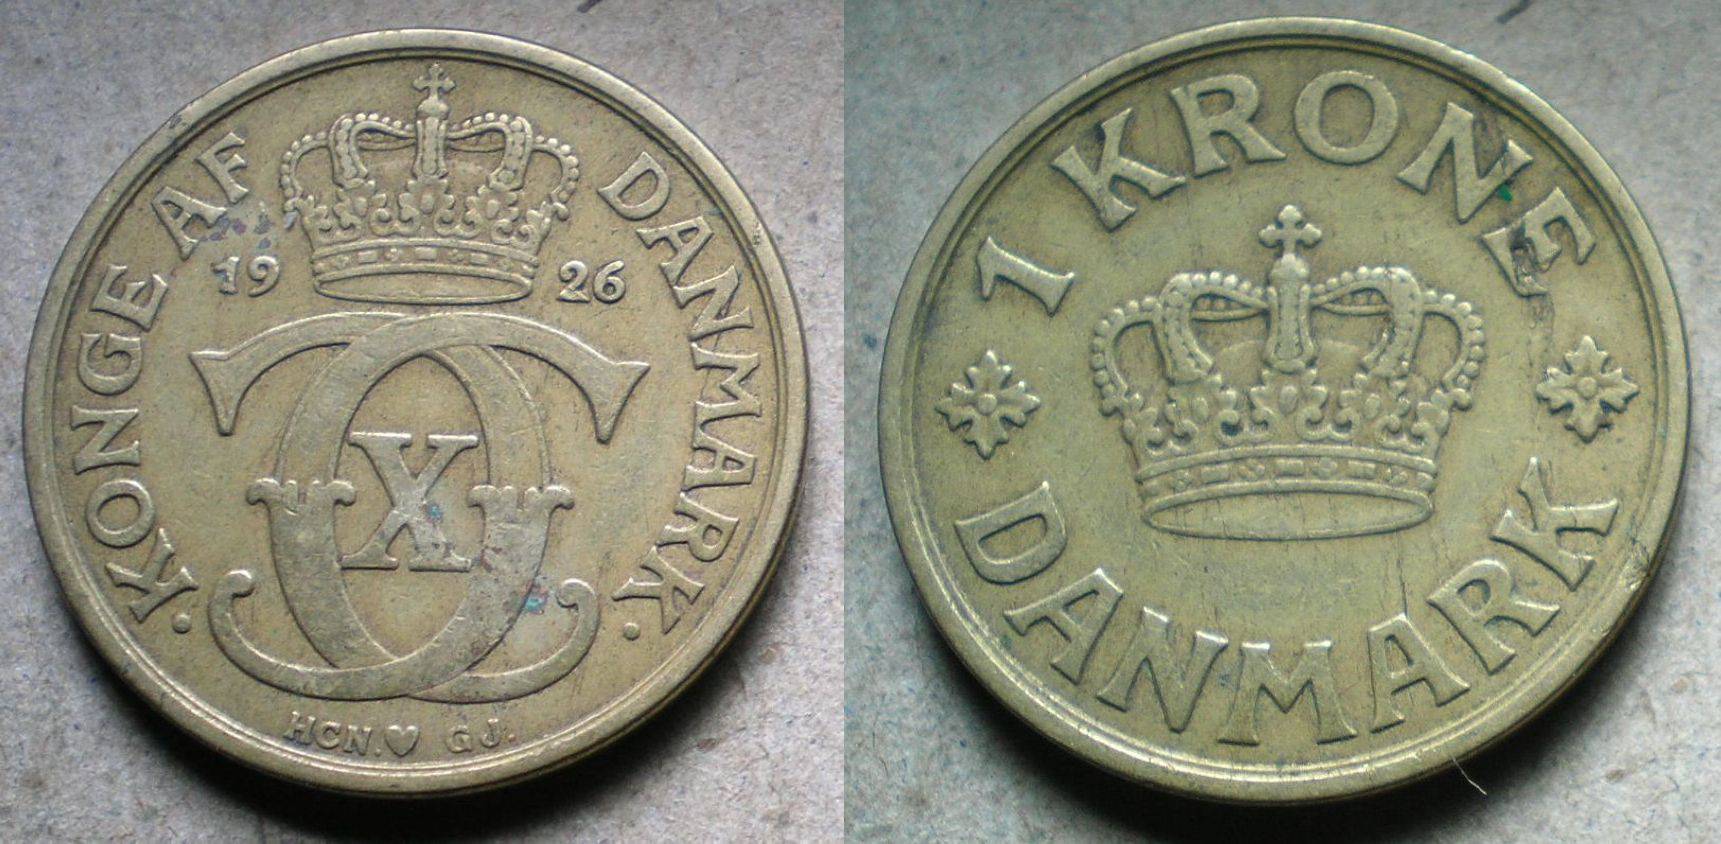 · KONGE AF DANMARK ·
19 26
X
HCN.♥ GJ.
1 KRONE
DANMARK